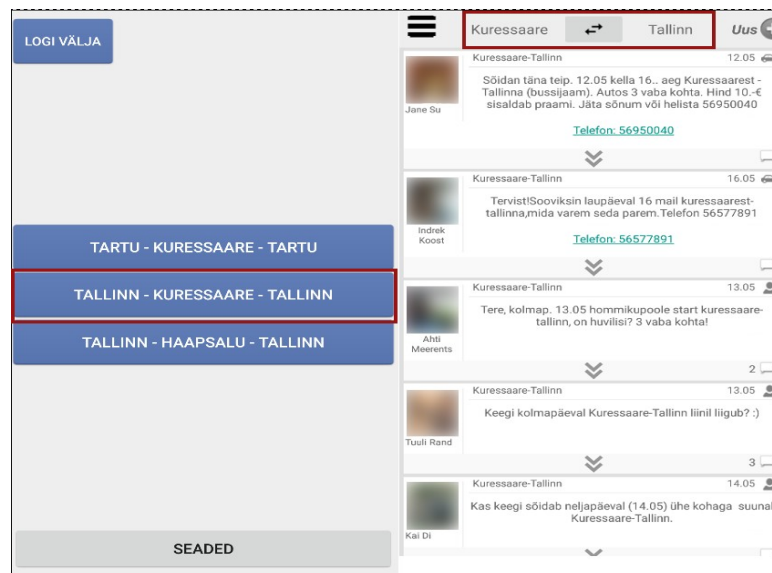 LOGI VÄLJA
TARTU - KURESSAARE - TARTU
TALLINN - KURESSAARE - TALLINN
TALLINN - HAAPSALU - TALLINN
SEADED
Kuressaare
Tallinn
Uus
Kuressaare-Tallinn
12.05
Sõidan täna teip. 12.05 kella 16.. aeg Kuressaarest -
Tallinna (bussijaam). Autos 3 vaba kohta. Hind 10.-€
sisaldab praami. Jäta sõnum või helista 56950040
Jane Su
Telefon: 56950040
Kuressaare-Tallinn
16.05
Tervist!Sooviksin laupäeval 16 mail kuressaarest-
tallinna,mida varem seda parem.Telefon 56577891
Indrek
Koost
Telefon: 56577891
Kuressaare-Tallinn
13.05
Tere, kolmap. 13.05 hommikupoole start kuressaare-
tallinn, on huvilisi? 3 vaba kohta!
Ahti
Meerents
2
Kuressaare-Tallinn
13.05
Keegi kolmapäeval Kuressaare-Tallinn liinil liigub? :)
Tuuli Rand
3
Kuressaare-Tallinn
14.05
Kas keegi sõidab neljapäeval (14.05) ühe kohaga suunal
Kuressaare-Tallinn.
Kai Di